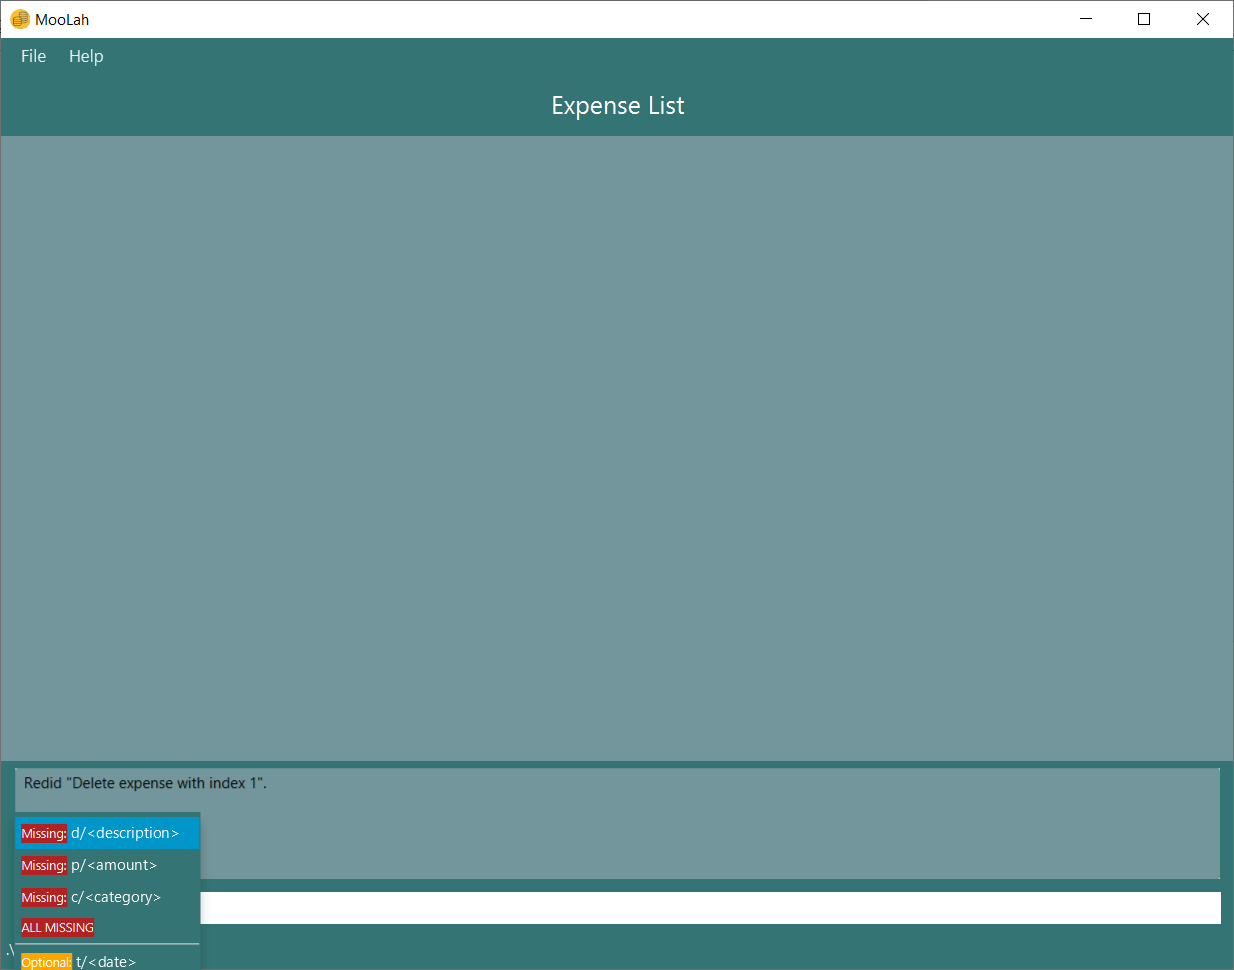 MooLah
File Help
Expense List
Redid "Delete expense with index 1".
Missing: d/<description>
Missing: p/<amount>
Missing: c/<category>
ALL MISSING
.\
Optional: t/<date>